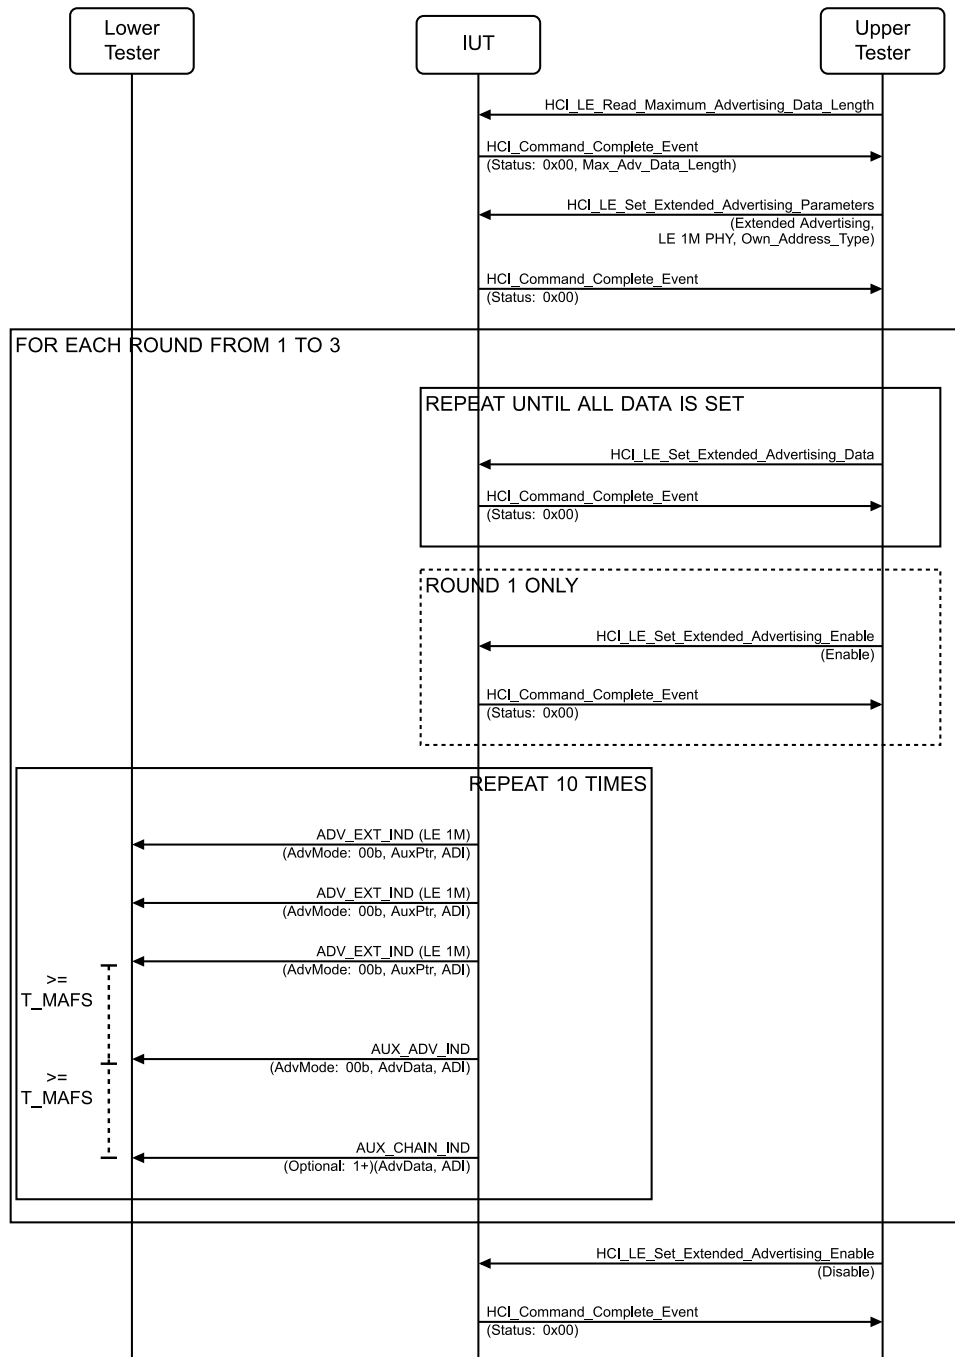 Lower
Tester
IUT
Upper
Tester
HCI_LE_Read_Maximum_Advertising_Data_Length
HCI_Command_Complete_Event
(Status: 0x00, Max_Adv_Data_Length)
HCI_LE_Set_Extended_Advertising_Parameters
(Extended Advertising,
LE 1M PHY, Own_Address_Type)
HCI_Command_Complete_Event
(Status: 0x00)
FOR EACH ROUND FROM 1 TO 3
REPEAT UNTIL ALL DATA IS SET
HCI_LE_Set_Extended_Advertising_Data
HCI_Command_Complete_Event
(Status: 0x00)
ROUND 1 ONLY
HCI_LE_Set_Extended_Advertising_Enable
(Enable)
HCI_Command_Complete_Event
(Status: 0x00)
REPEAT 10 TIMES
ADV_EXT_IND (LE 1M)
(AdvMode: 00b, AuxPtr, ADI)
ADV_EXT_IND (LE 1M)
(AdvMode: 00b, AuxPtr, ADI)
ADV_EXT_IND (LE 1M)
(AdvMode: 00b, AuxPtr, ADI)
>=
T_MAFS
AUX_ADV_IND
(AdvMode: 00b, AdvData, ADI)
>=
T_MAFS
AUX_CHAIN_IND
(Optional: 1+)(AdvData, ADI)
HCI_LE_Set_Extended_Advertising_Enable
(Disable)
HCI_Command_Complete_Event
(Status: 0x00)